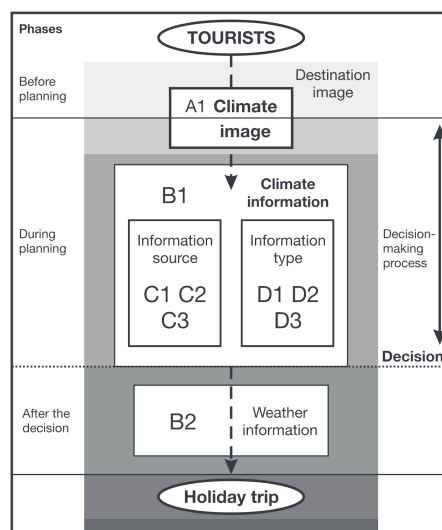 Phases
TOURISTS
Before
planning
Destination
image
A1 Climate
image
During
planning
B1
Climate
information
Information
source
C1 C2
C3
Information
type
D1 D2
D3
Decision-
making
process
Decision
After the
decision
B2
Weather
information
Holiday trip